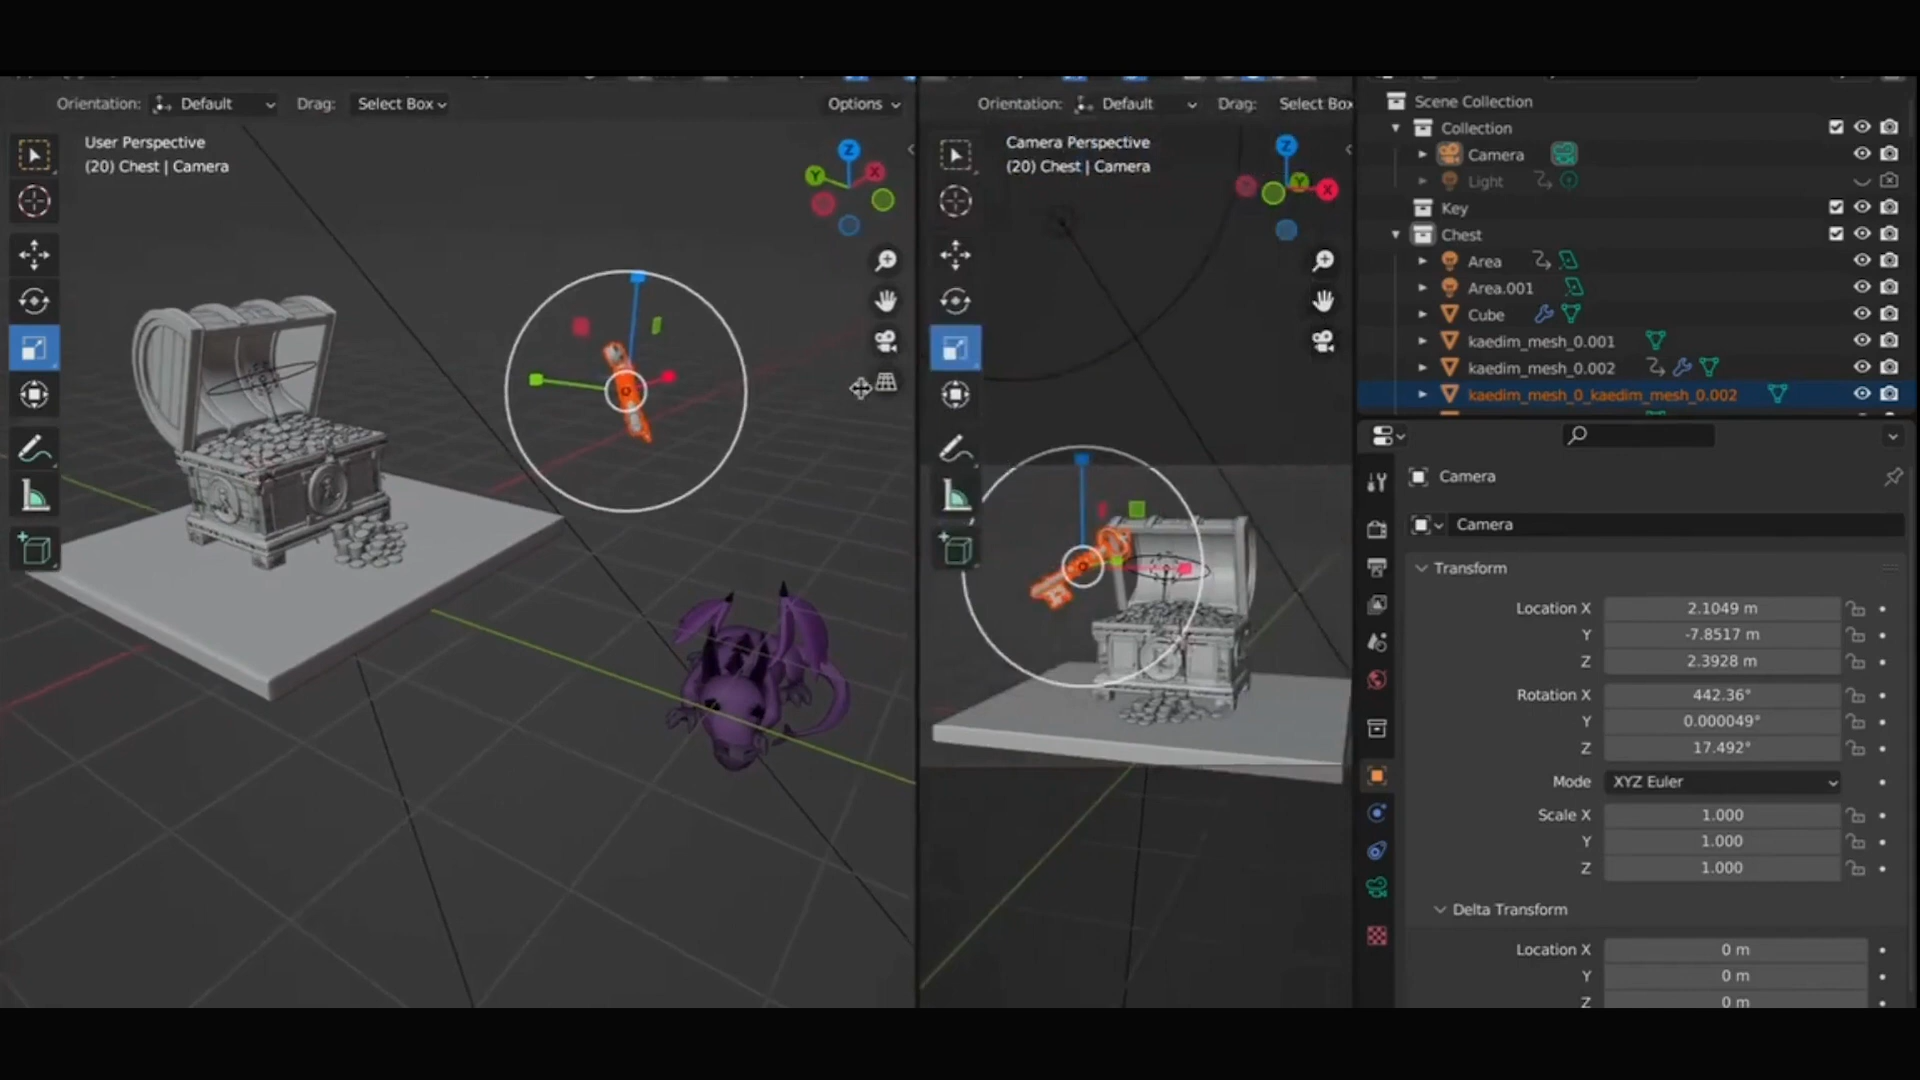 Orientation: Default Drag: Select Box Options
User Perspective
(20) Chest | Camera
Z
Y
X
Orientation: Default Drag: Select Box
Camera Perspective
(20) Chest | Camera
Z
Y
X
Scene Collection
Collection
Camera
Light
Key
Chest
Area
Area.001
Cube
kaedim_mesh_0.001
kaedim_mesh_0.002
kaedim_mesh_0_kaedim_mesh_0.002
Camera
Camera
Transform
Location X 2.1049 m
Y -7.8517 m
Z 2.3928 m
Rotation X 442.36°
Y 0.000049°
Z 17.492°
Mode XYZ Euler
Scale X 1.000
Y 1.000
Z 1.000
Delta Transform
Location X 0 m
Y 0 m
Z 0 m